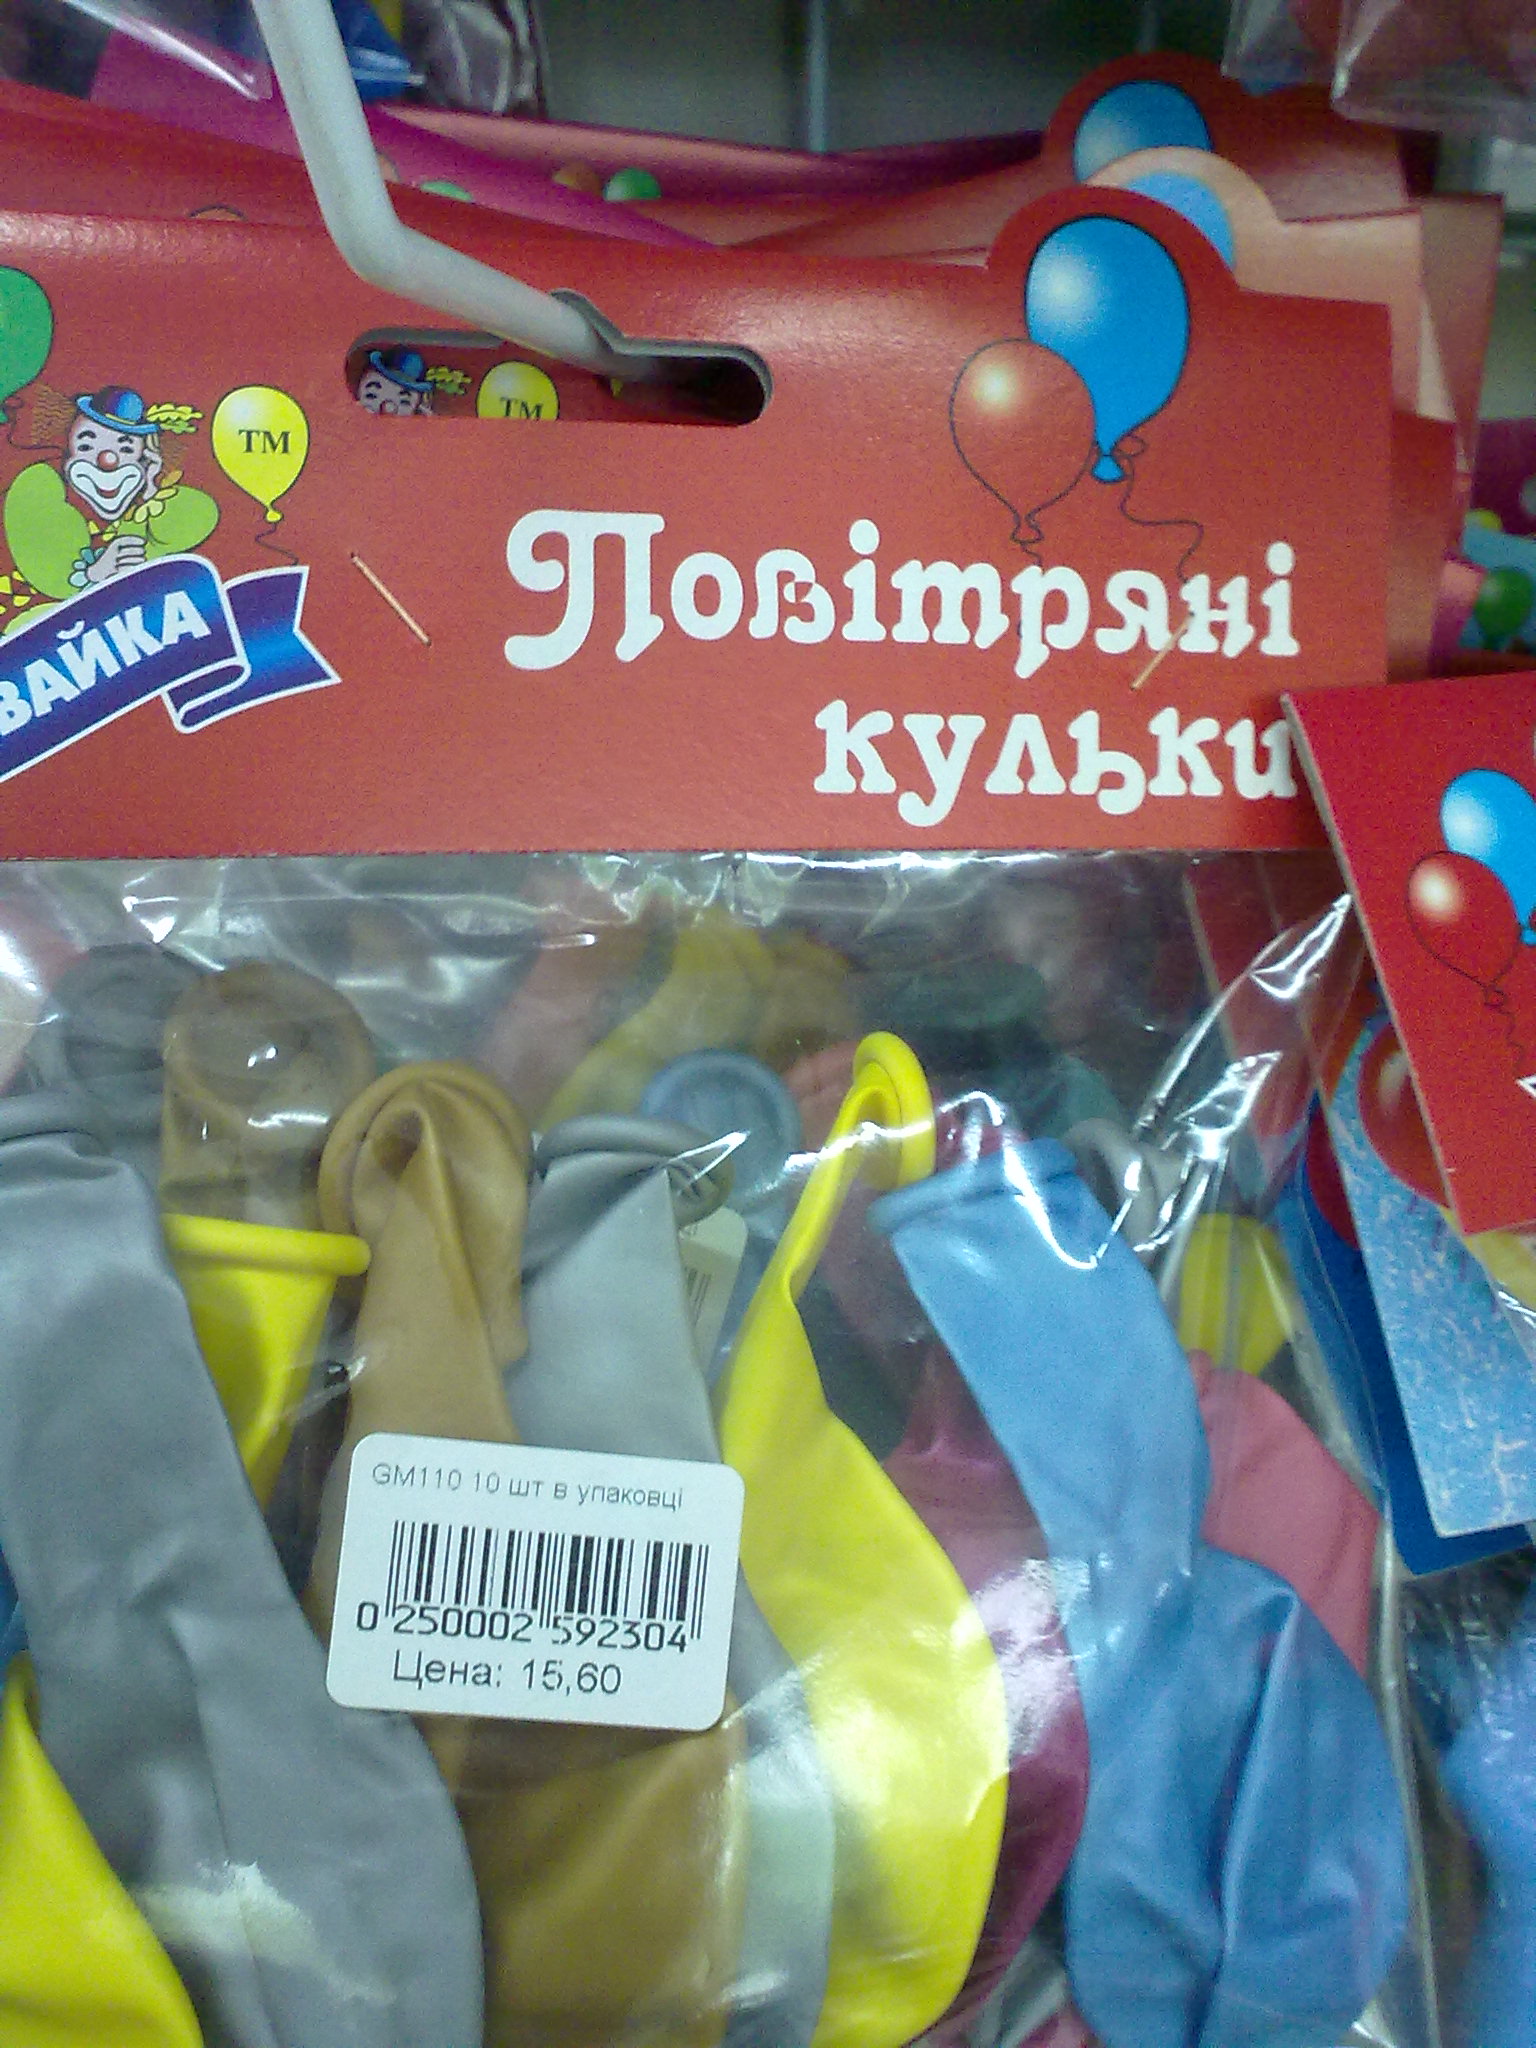 TM
TM
ВАЙКА
Повітряні
кульки
GM110 10 шт в упаковці
0 250002 592304
Цена: 15,60